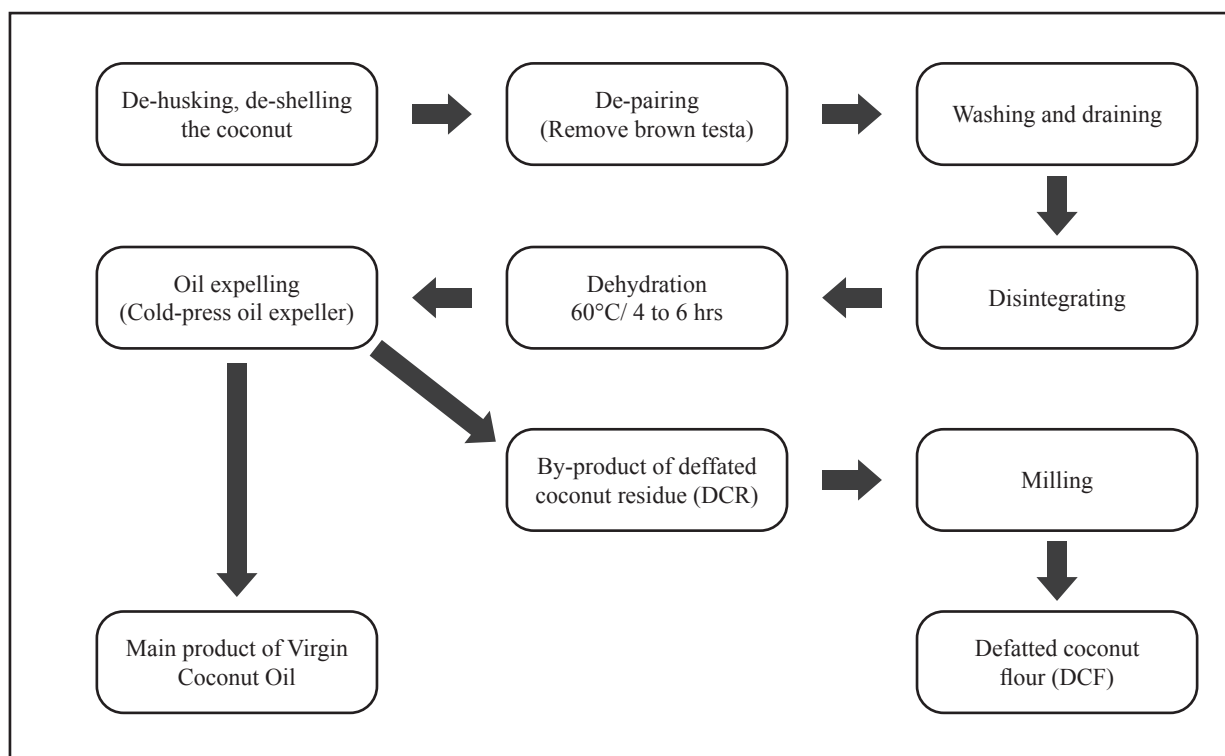 De-husking, de-shelling
the coconut
De-pairing
(Remove brown testa)
Washing and draining
Disintegrating
Dehydration
60°C/ 4 to 6 hrs
Oil expelling
(Cold-press oil expeller)
By-product of deffated
coconut residue (DCR)
Milling
Main product of Virgin
Coconut Oil
Defatted coconut
flour (DCF)